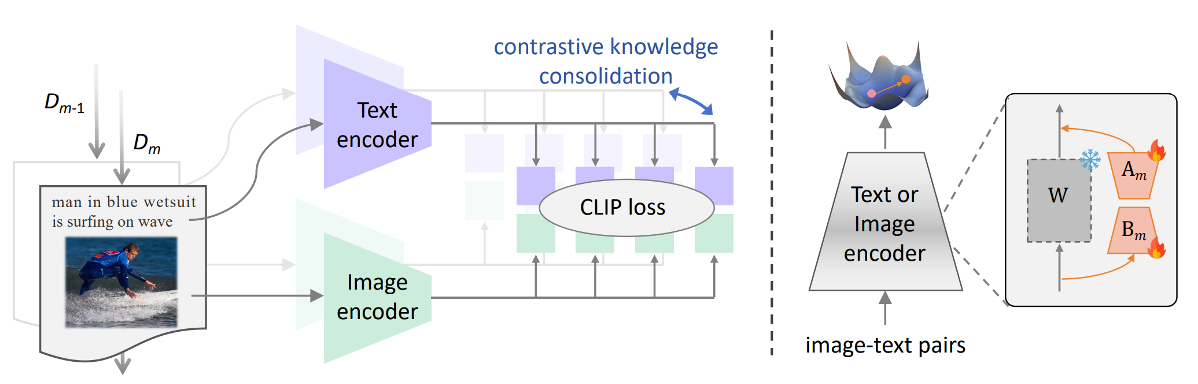 D_{m-1}
D_m
man in blue wetsuit
is surfing on wave
Text
encoder
Image
encoder
contrastive knowledge
consolidation
CLIP loss
Text or
Image
encoder
image-text pairs
W
A_m
B_m